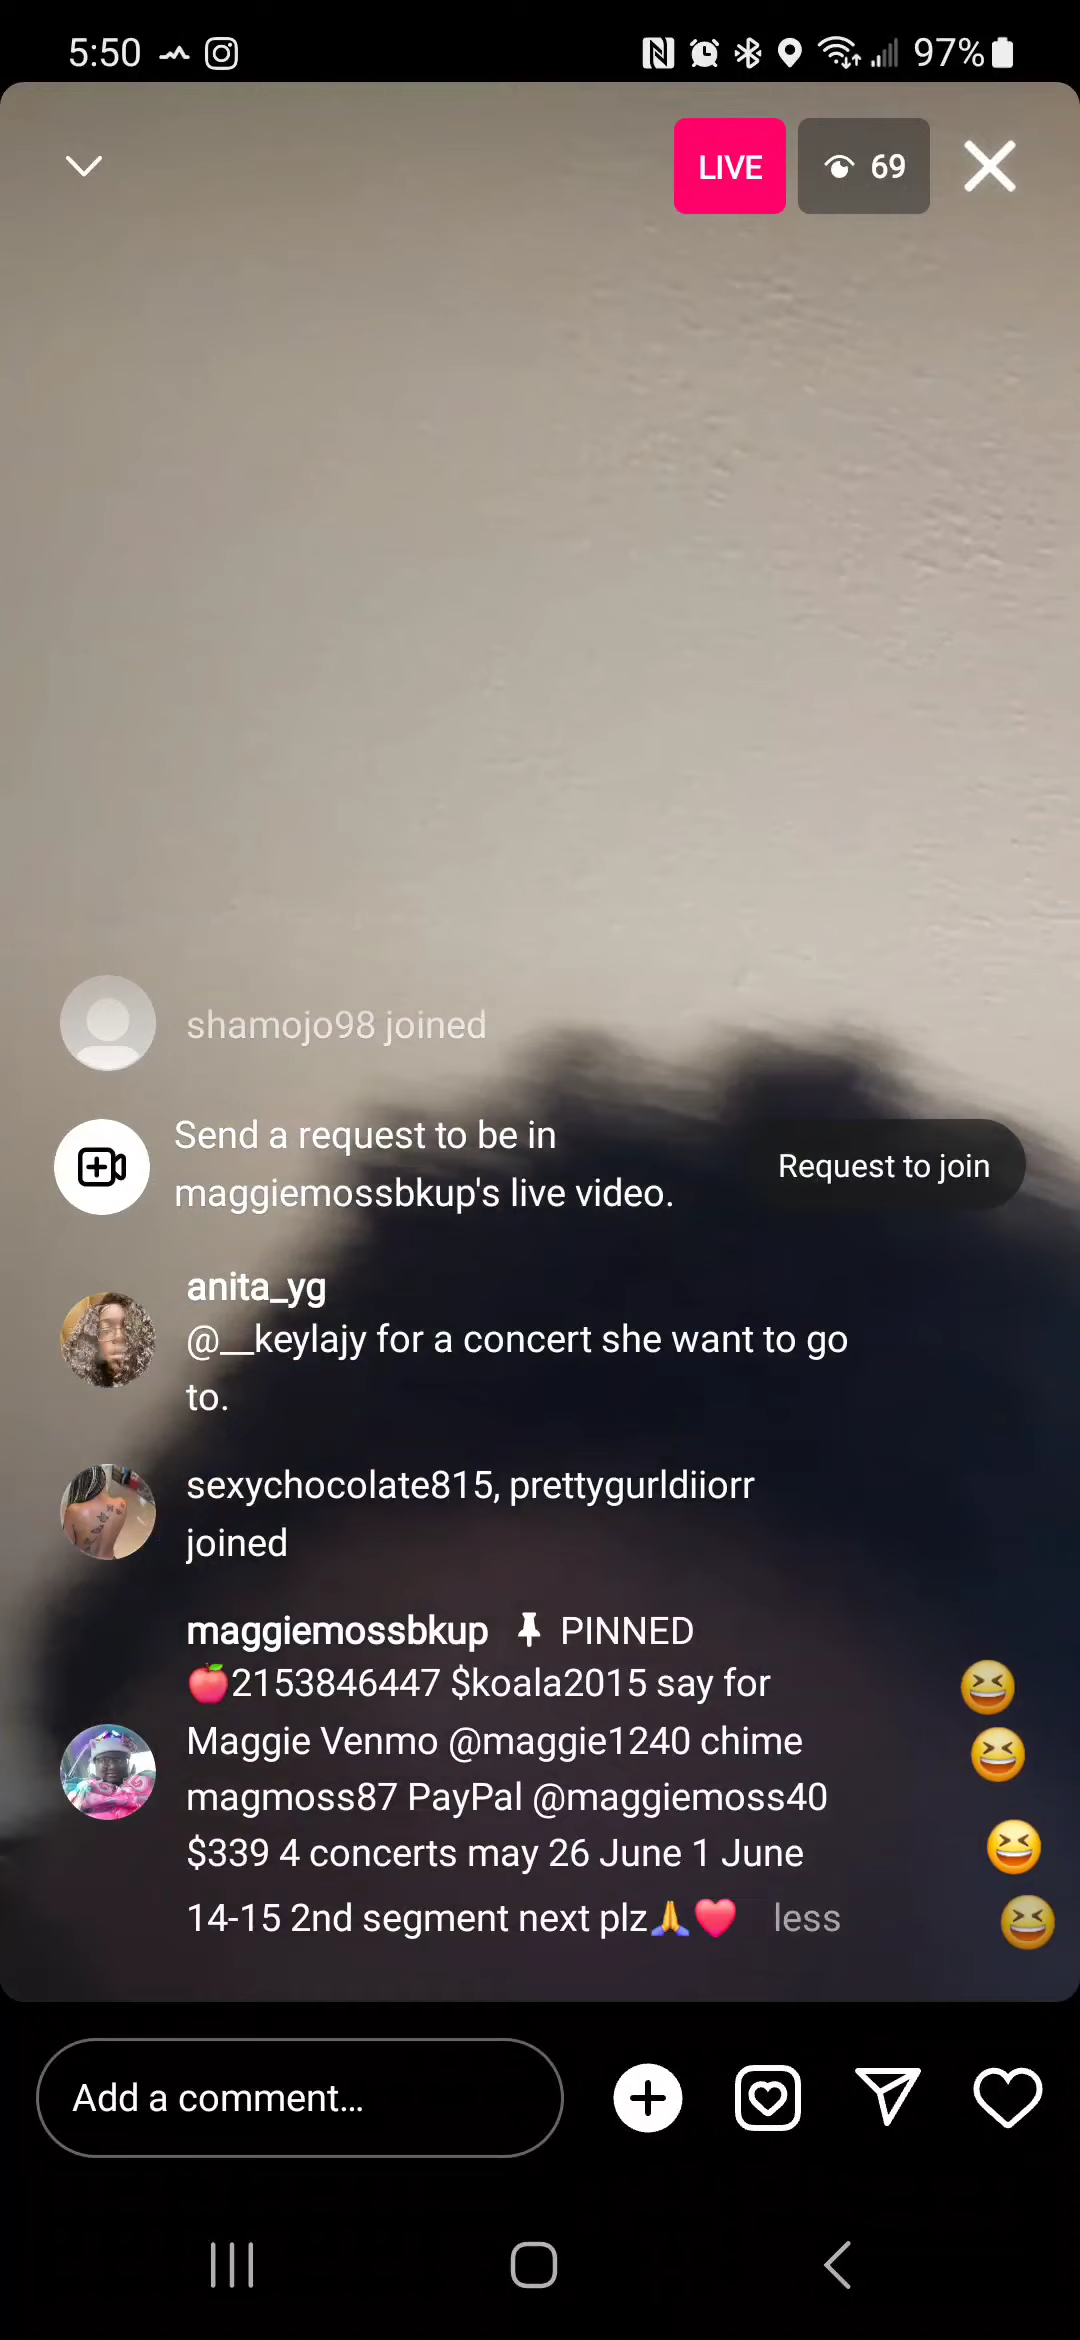 5:50 97%
LIVE 69
shamojo98 joined
Send a request to be in
maggiemossbkup's live video.
Request to join
anita_yg
@__keylajy for a concert she want to go
to.
sexychocolate815, prettygurldiiorr
joined
maggiemossbkup 📌 PINNED
🍎2153846447 $koala2015 say for
Maggie Venmo @maggie1240 chime
magmoss87 PayPal @maggiemoss40
$339 4 concerts may 26 June 1 June
14-15 2nd segment next plz🙏❤️ less
Add a comment...